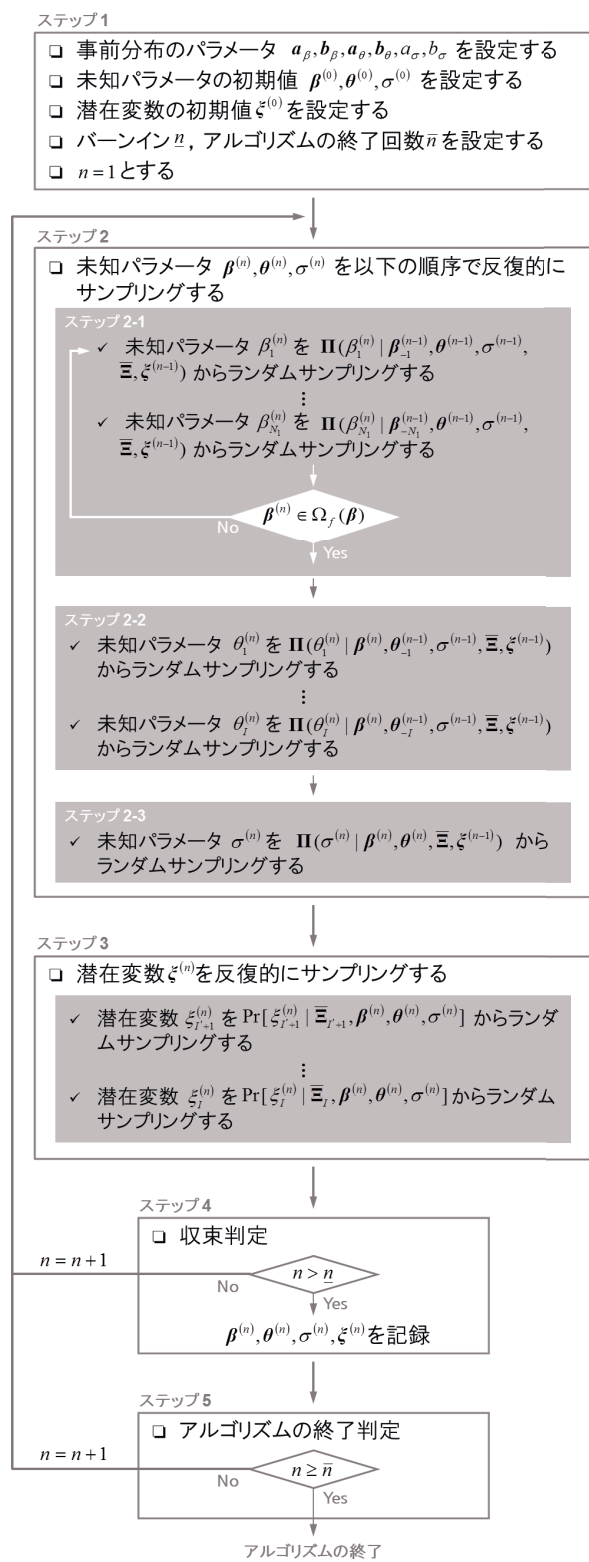 ステップ 1
❏ 事前分布のパラメータ a_β, b_β, a_θ, b_θ, a_σ, b_σ を設定する
❏ 未知パラメータの初期値 β^(0), θ^(0), σ^(0) を設定する
❏ 潜在変数の初期値 ξ^(0) を設定する
❏ バーンイン n̲ , アルゴリズムの終了回数 n̅ を設定する
❏ n=1とする
ステップ 2
❏ 未知パラメータ β^(n), θ^(n), σ^(n) を以下の順序で反復的に
サンプリングする
ステップ 2-1
✓ 未知パラメータ β_1^(n) を Π(β_1^(n) | β_{-1}^(n-1), θ^(n-1), σ^(n-1),
Ξ̅, ξ^(n-1)) からランダムサンプリングする
⋮
✓ 未知パラメータ β_{N_1}^(n) を Π(β_{N_1}^(n) | β_{-N_1}^(n-1), θ^(n-1), σ^(n-1),
Ξ̅, ξ^(n-1)) からランダムサンプリングする
β^(n) ∈ Ω_f(β)
No
Yes
ステップ 2-2
✓ 未知パラメータ θ_1^(n) を Π(θ_1^(n) | β^(n), θ_{-1}^(n-1), σ^(n-1), Ξ̅, ξ^(n-1))
からランダムサンプリングする
⋮
✓ 未知パラメータ θ_I^(n) を Π(θ_I^(n) | β^(n), θ_{-I}^(n-1), σ^(n-1), Ξ̅, ξ^(n-1))
からランダムサンプリングする
ステップ 2-3
✓ 未知パラメータ σ^(n) を Π(σ^(n) | β^(n), θ^(n), Ξ̅, ξ^(n-1)) から
ランダムサンプリングする
ステップ 3
❏ 潜在変数 ξ^(n) を反復的にサンプリングする
✓ 潜在変数 ξ_{I'+1}^(n) を Pr[ξ_{I'+1}^(n) | Ξ̅_{I'+1}, β^(n), θ^(n), σ^(n)] からランダ
ムサンプリングする
⋮
✓ 潜在変数 ξ_I^(n) を Pr[ξ_I^(n) | Ξ̅_I, β^(n), θ^(n), σ^(n)] からランダム
サンプリングする
ステップ 4
❏ 収束判定
n = n + 1
n > n̲
No
Yes
β^(n), θ^(n), σ^(n), ξ^(n) を記録
ステップ 5
❏ アルゴリズムの終了判定
n = n + 1
n ≥ n̅
No
Yes
アルゴリズムの終了